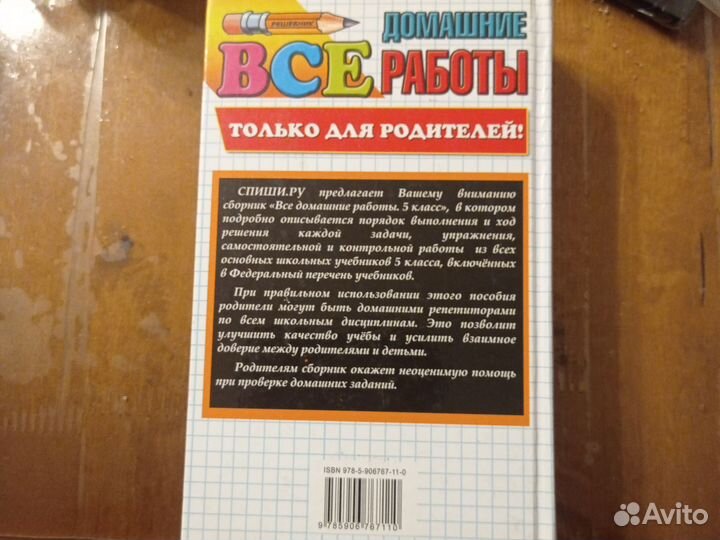 РЕШЕБНИК
ВСЕ ДОМАШНИЕ
РАБОТЫ
ТОЛЬКО ДЛЯ РОДИТЕЛЕЙ!
СПИШИ.РУ предлагает Вашему вниманию
сборник «Все домашние работы. 5 класс», в котором
подробно описывается порядок выполнения и ход
решения каждой задачи, упражнения,
самостоятельной и контрольной работы из всех
основных школьных учебников 5 класса, включённых
в Федеральный перечень учебников.
При правильном использовании этого пособия
родители могут быть домашними репетиторами
по всем школьным дисциплинам. Это позволит
улучшить качество учёбы и усилить взаимное
доверие между родителями и детьми.
Родителям сборник окажет неоценимую помощь
при проверке домашних заданий.
ISBN 978-5-906767-11-0
9 785906 767110
Avito